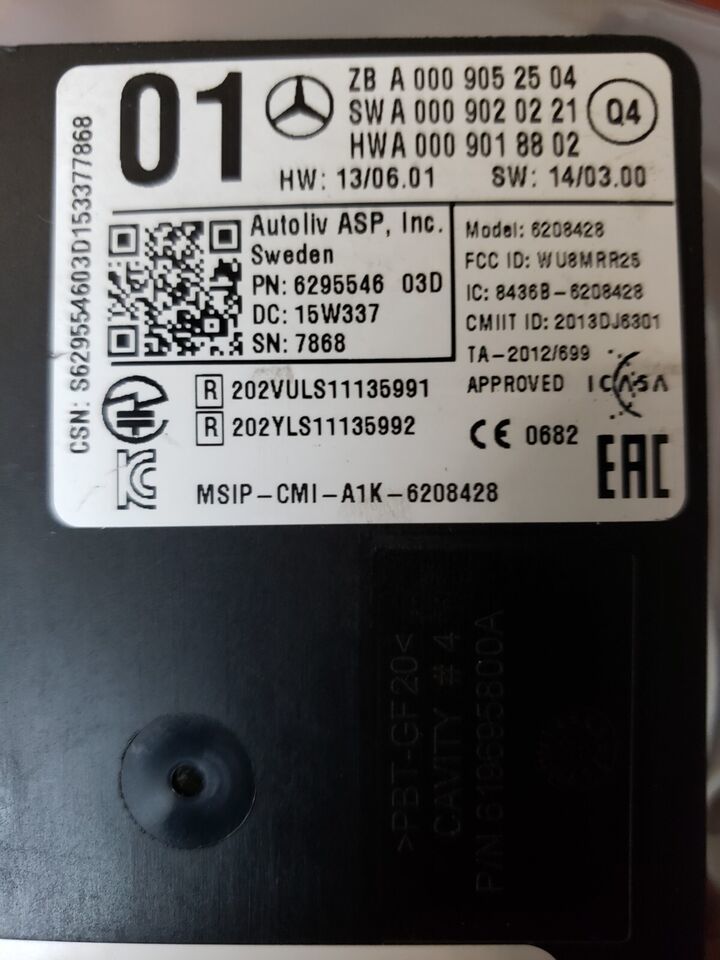 01
ZB A 000 905 25 04
SW A 000 902 02 21
HW A 000 901 88 02
Q4
HW: 13/06.01 SW: 14/03.00
CSN: S629554603D153377868
Autoliv ASP, Inc.
Sweden
PN: 6295546 03D
DC: 15W337
SN: 7868
Model: 6208428
FCC ID: WU8MRR25
IC: 8436B-6208428
CMIIT ID: 2013DJ6301
TA-2012/699
APPROVED ICASA
R 202VULS11135991
R 202YLS11135992
CE 0682
EAC
MSIP-CMI-A1K-6208428
>PBT-GF20<
CAVITY # 4
P/N 619695800A